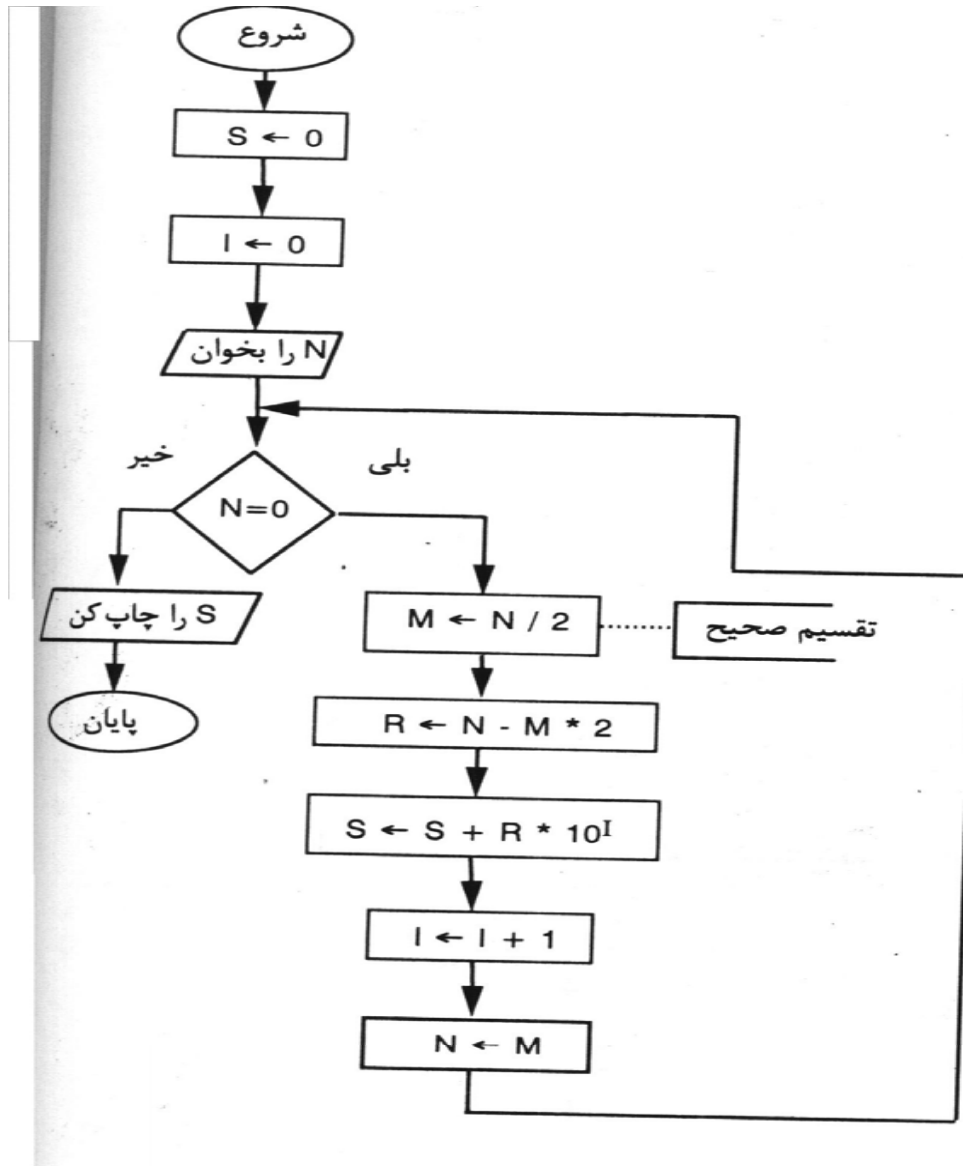 شروع
S ← 0
I ← 0
N را بخوان
خیر
بلی
N=0
S را چاپ کن
پایان
M ← N / 2
تقسیم صحیح
R ← N - M * 2
S ← S + R * 10ᴵ
I ← I + 1
N ← M